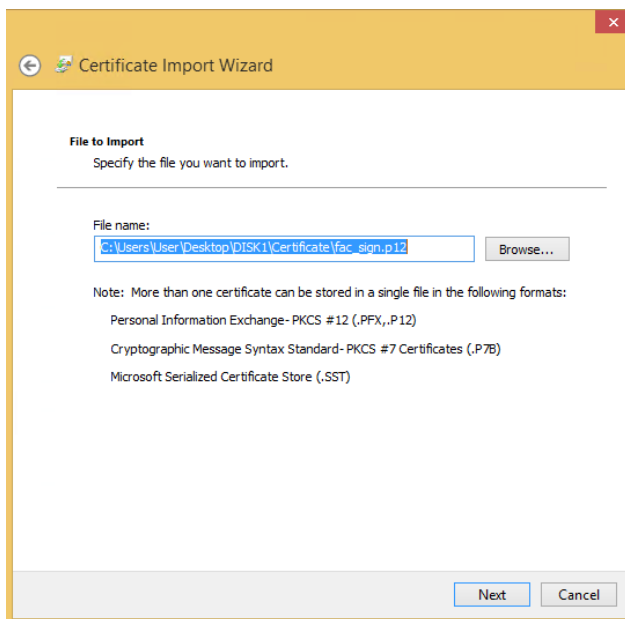 Certificate Import Wizard
File to Import
Specify the file you want to import.
File name:
C:\Users\User\Desktop\DISK1\Certificate\fac_sign.p12
Browse...
Note: More than one certificate can be stored in a single file in the following formats:
Personal Information Exchange- PKCS #12 (.PFX,.P12)
Cryptographic Message Syntax Standard- PKCS #7 Certificates (.P7B)
Microsoft Serialized Certificate Store (.SST)
Next
Cancel